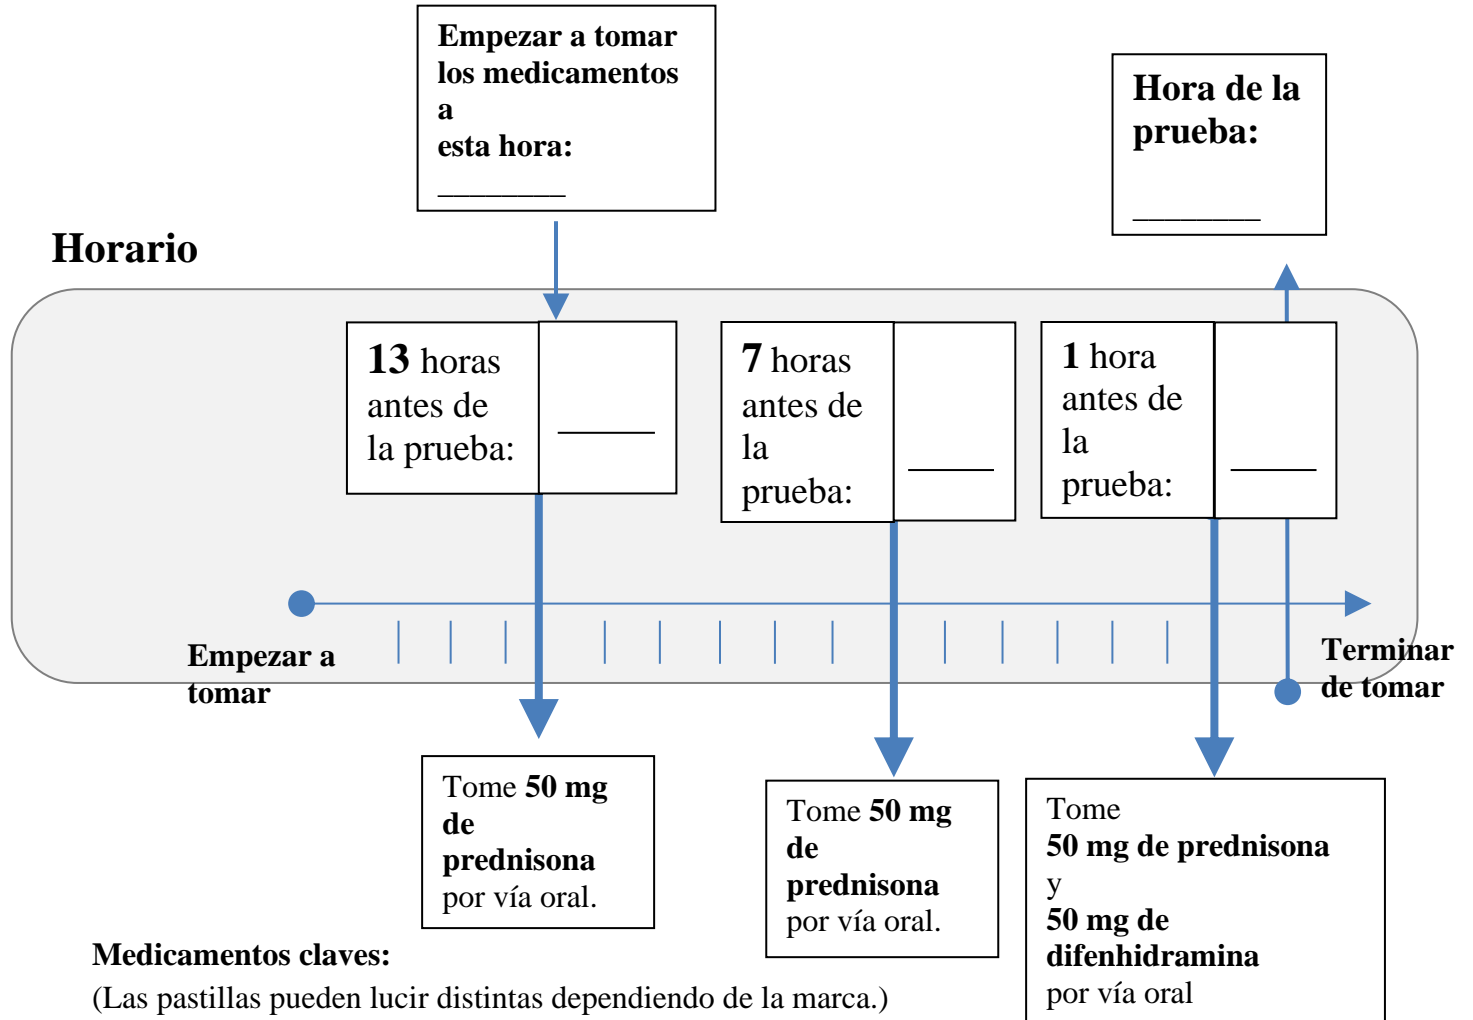 Empezar a tomar
los medicamentos
a
esta hora:
________
Hora de la
prueba:
________
Horario
13 horas
antes de
la prueba:
_____
7 horas
antes de
la
prueba:
_____
1 hora
antes de
la
prueba:
_____
Empezar a
tomar
Terminar
de tomar
Tome 50 mg
de
prednisona
por vía oral.
Tome 50 mg
de
prednisona
por vía oral.
Tome
50 mg de prednisona
y
50 mg de
difenhidramina
por vía oral
Medicamentos claves:
(Las pastillas pueden lucir distintas dependiendo de la marca.)